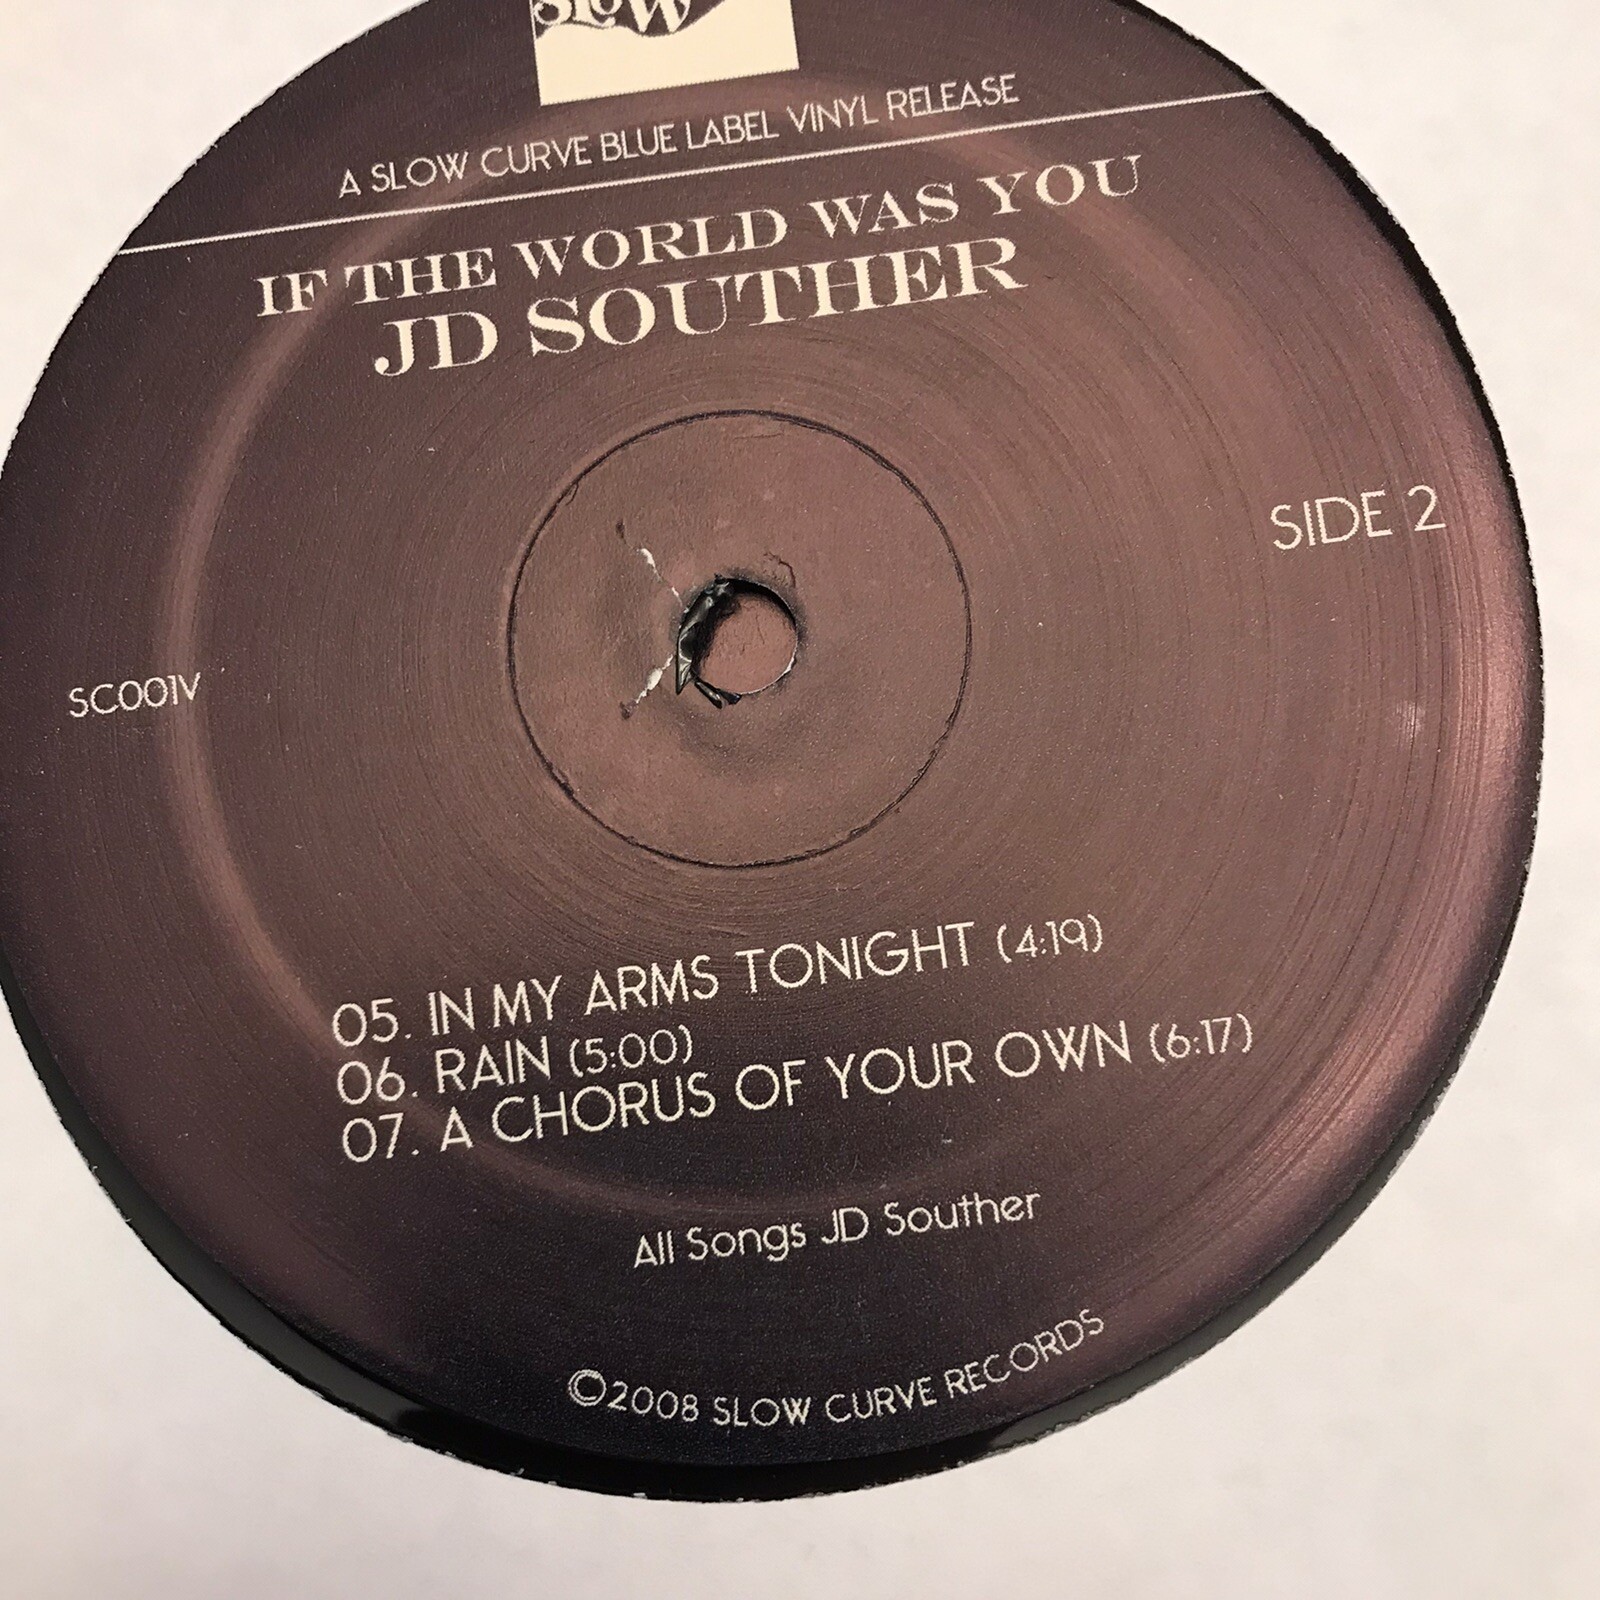 SLOW
A SLOW CURVE BLUE LABEL VINYL RELEASE
IF THE WORLD WAS YOU
JD SOUTHER
SIDE 2
SC001V
05. IN MY ARMS TONIGHT (4:19)
06. RAIN (5:00)
07. A CHORUS OF YOUR OWN (6:17)
All Songs JD Souther
©2008 SLOW CURVE RECORDS